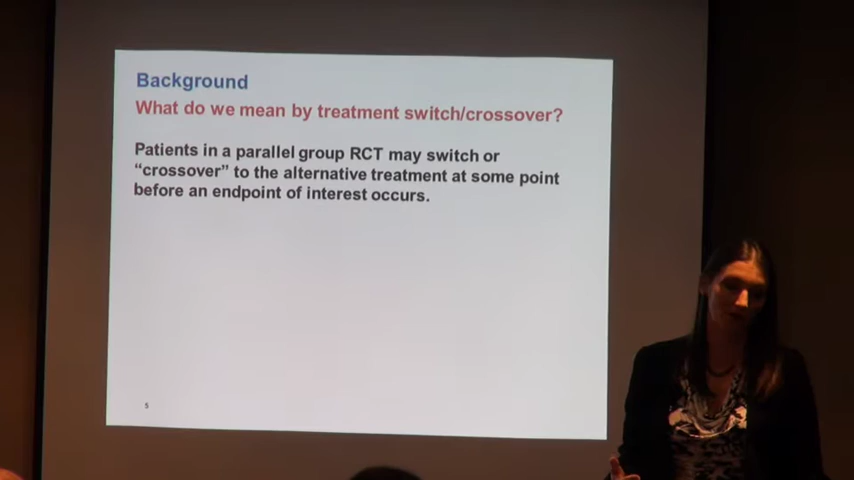 Background
What do we mean by treatment switch/crossover?
Patients in a parallel group RCT may switch or
“crossover” to the alternative treatment at some point
before an endpoint of interest occurs.
5